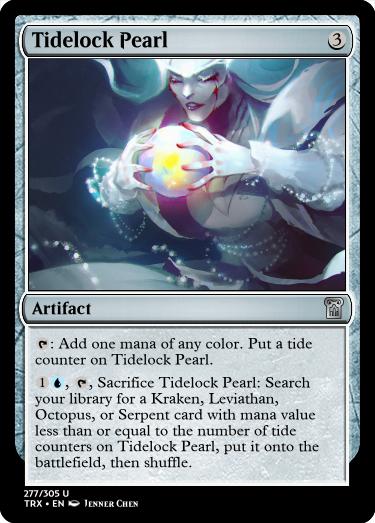 Tidelock Pearl 3
Artifact
: Add one mana of any color. Put a tide
counter on Tidelock Pearl.
1 , , Sacrifice Tidelock Pearl: Search
your library for a Kraken, Leviathan,
Octopus, or Serpent card with mana value
less than or equal to the number of tide
counters on Tidelock Pearl, put it onto the
battlefield, then shuffle.
277/305 U
TRX • EN Jenner Chen